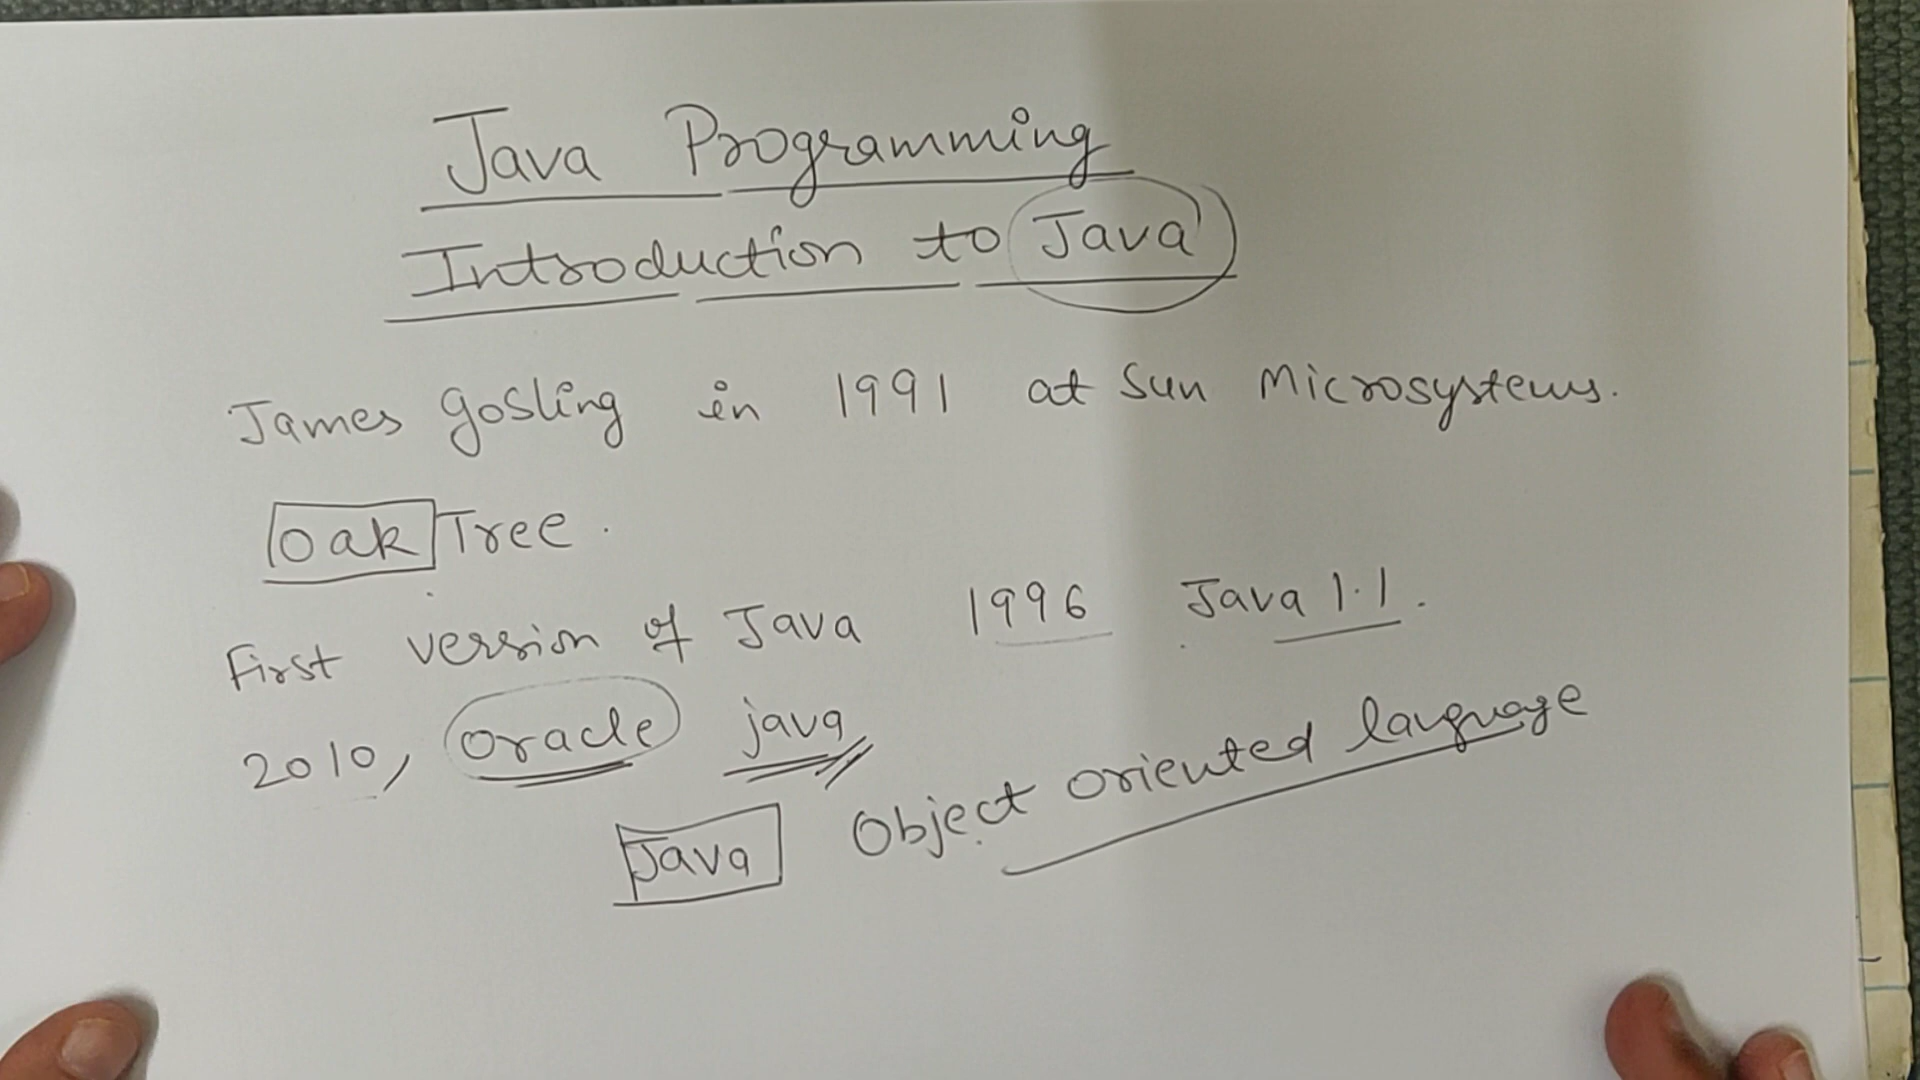 Java Programming
Introduction to Java
James gosling in 1991 at Sun Microsystems.
Oak Tree.
First version of Java 1996 Java 1.1.
2010, oracle java
Java Object oriented language